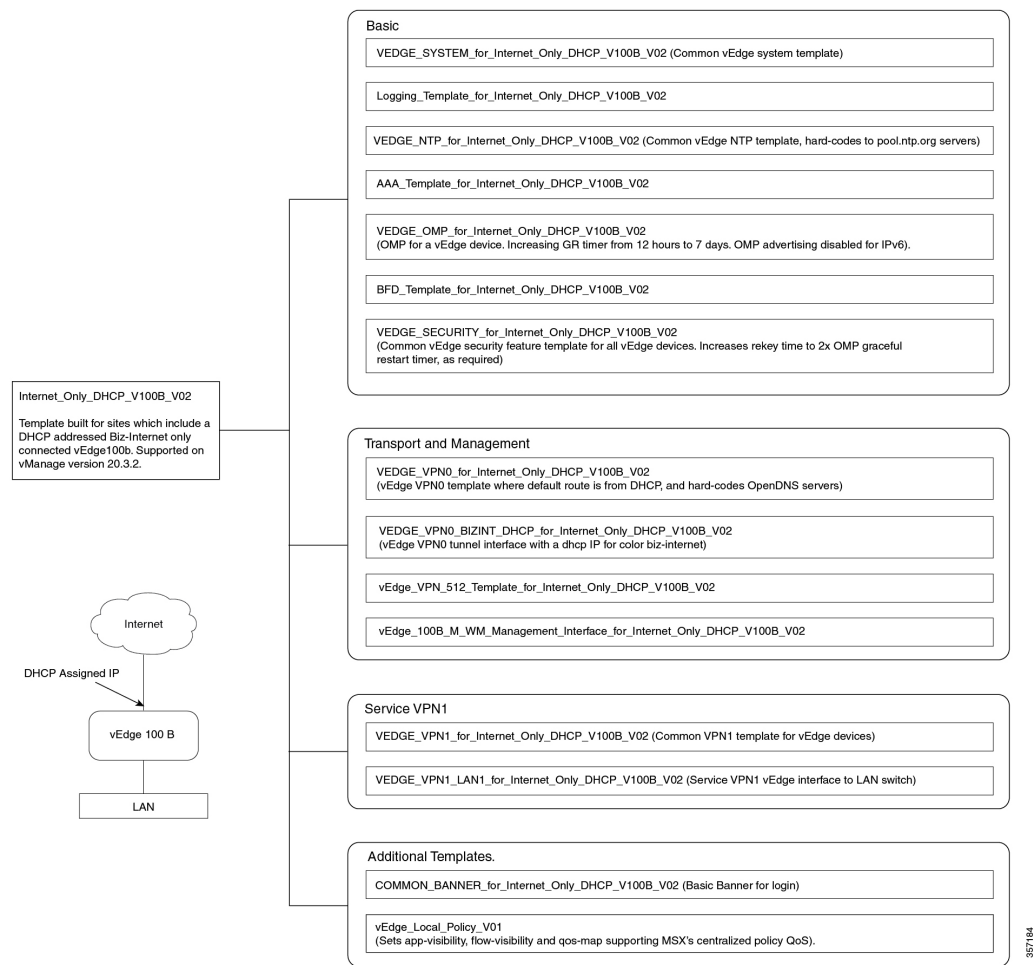 Basic
VEDGE_SYSTEM_for_Internet_Only_DHCP_V100B_V02 (Common vEdge system template)
Logging_Template_for_Internet_Only_DHCP_V100B_V02
VEDGE_NTP_for_Internet_Only_DHCP_V100B_V02 (Common vEdge NTP template, hard-codes to pool.ntp.org servers)
AAA_Template_for_Internet_Only_DHCP_V100B_V02
VEDGE_OMP_for_Internet_Only_DHCP_V100B_V02
(OMP for a vEdge device. Increasing GR timer from 12 hours to 7 days. OMP advertising disabled for IPv6).
BFD_Template_for_Internet_Only_DHCP_V100B_V02
VEDGE_SECURITY_for_Internet_Only_DHCP_V100B_V02
(Common vEdge security feature template for all vEdge devices. Increases rekey time to 2x OMP graceful
restart timer, as required)
Internet_Only_DHCP_V100B_V02
Template built for sites which include a
DHCP addressed Biz-Internet only
connected vEdge100b. Supported on
vManage version 20.3.2.
Transport and Management
VEDGE_VPN0_for_Internet_Only_DHCP_V100B_V02
(vEdge VPN0 template where default route is from DHCP, and hard-codes OpenDNS servers)
VEDGE_VPN0_BIZINT_DHCP_for_Internet_Only_DHCP_V100B_V02
(vEdge VPN0 tunnel interface with a dhcp IP for color biz-internet)
vEdge_VPN_512_Template_for_Internet_Only_DHCP_V100B_V02
vEdge_100B_M_WM_Management_Interface_for_Internet_Only_DHCP_V100B_V02
Internet
DHCP Assigned IP
vEdge 100 B
LAN
Service VPN1
VEDGE_VPN1_for_Internet_Only_DHCP_V100B_V02 (Common VPN1 template for vEdge devices)
VEDGE_VPN1_LAN1_for_Internet_Only_DHCP_V100B_V02 (Service VPN1 vEdge interface to LAN switch)
Additional Templates.
COMMON_BANNER_for_Internet_Only_DHCP_V100B_V02 (Basic Banner for login)
vEdge_Local_Policy_V01
(Sets app-visibility, flow-visibility and qos-map supporting MSX's centralized policy QoS).
357184